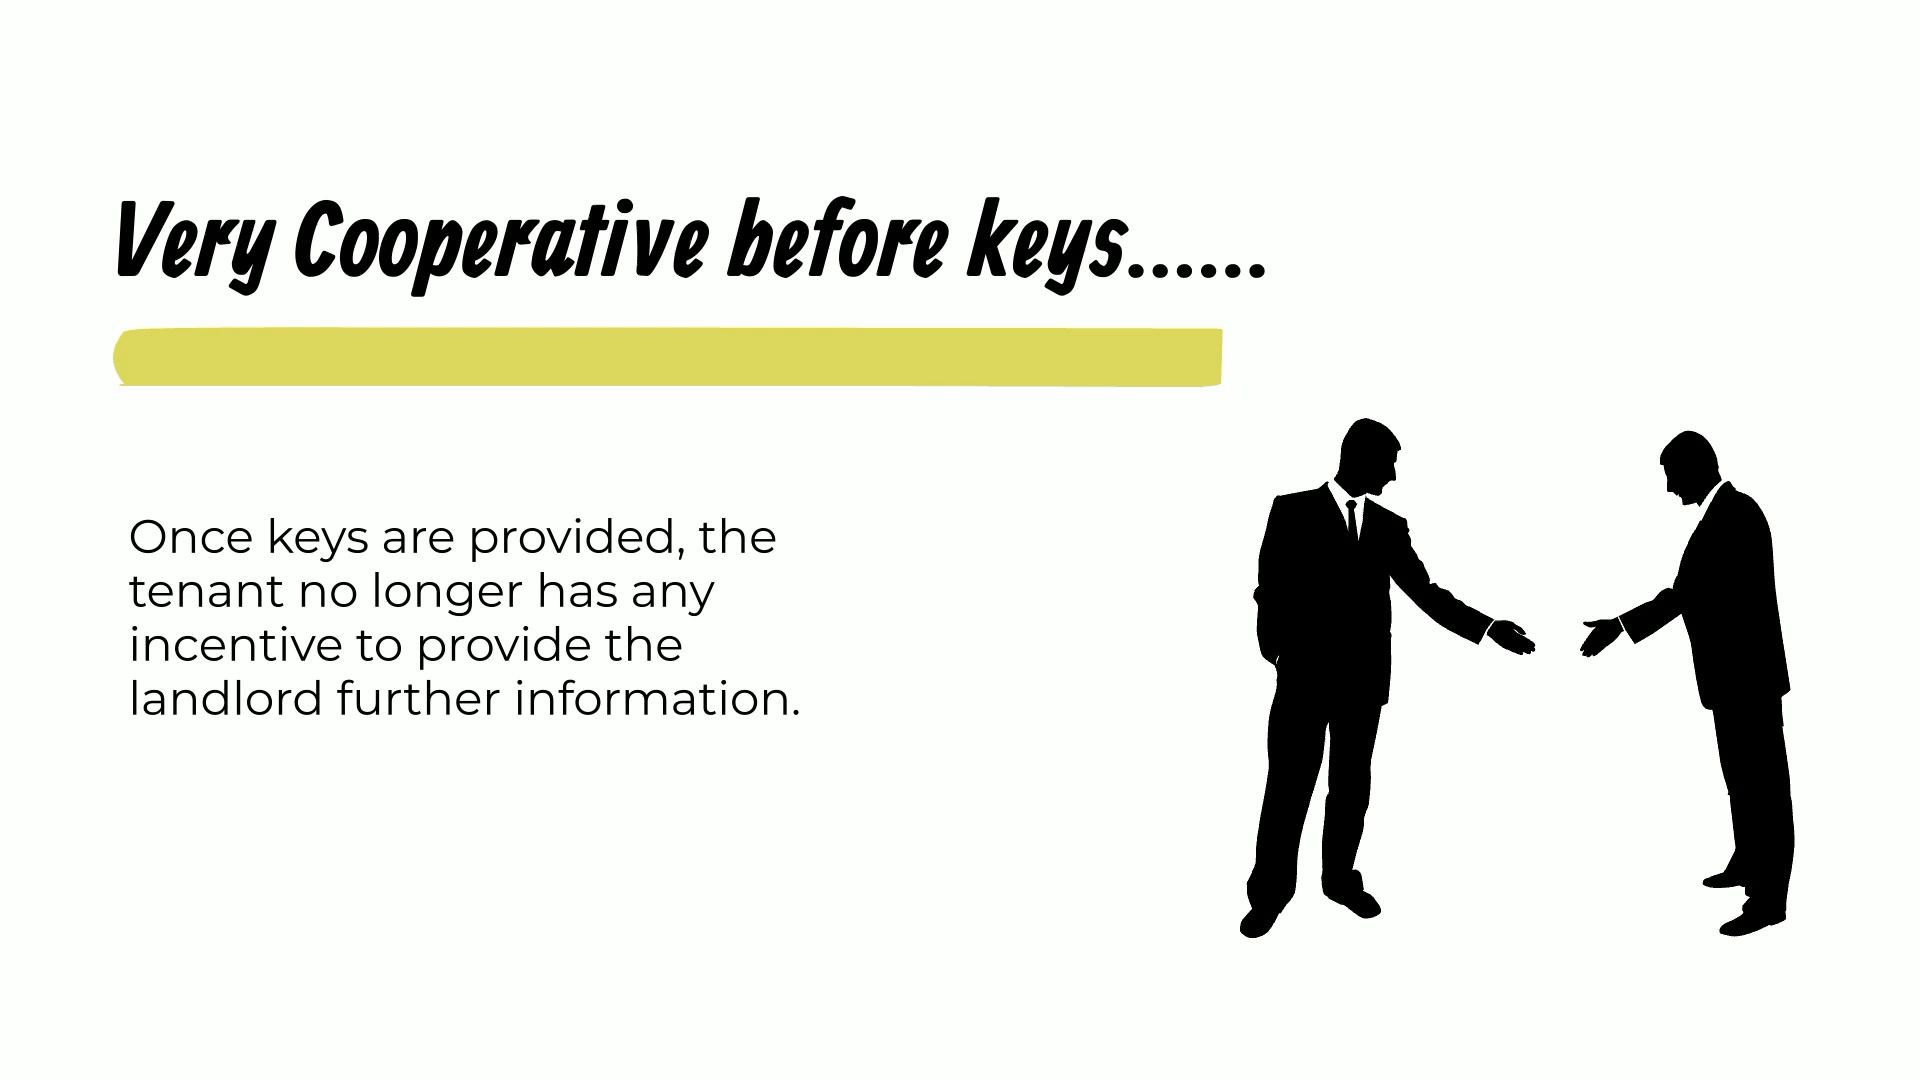 Very Cooperative before keys......
Once keys are provided, the
tenant no longer has any
incentive to provide the
landlord further information.